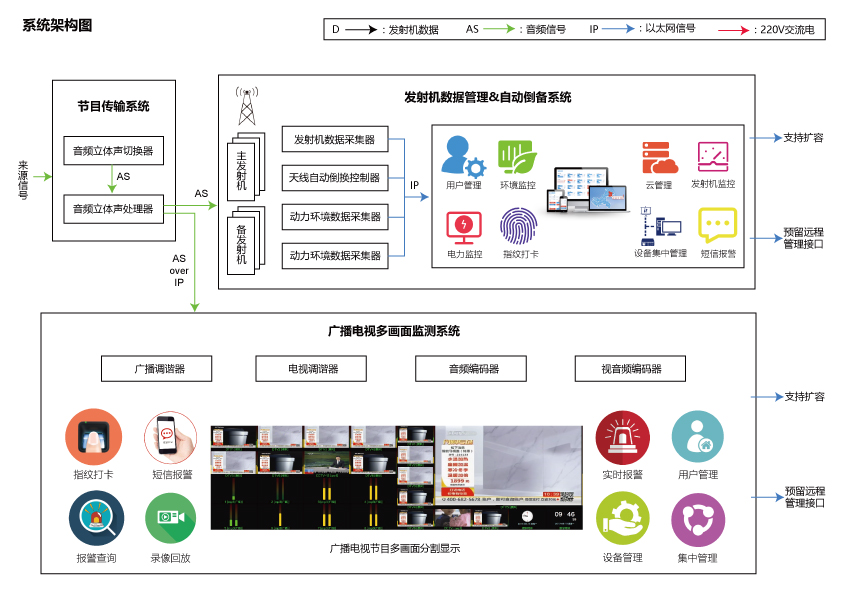 系统架构图
D
：发射机数据
AS
：音频信号
IP
：以太网信号
：220V交流电
来源信号
节目传输系统
音频立体声切换器
AS
音频立体声处理器
AS
AS
over
IP
发射机数据管理&自动倒备系统
主发射机
备发射机
发射机数据采集器
天线自动倒换控制器
动力环境数据采集器
动力环境数据采集器
IP
用户管理
环境监控
云管理
发射机监控
电力监控
指纹打卡
设备集中管理
短信报警
支持扩容
预留远程
管理接口
广播电视多画面监测系统
广播调谐器
电视调谐器
音频编码器
视音频编码器
指纹打卡
短信报警
实时报警
用户管理
报警查询
录像回放
设备管理
集中管理
1899
09 46
广播电视节目多画面分割显示
支持扩容
预留远程
管理接口